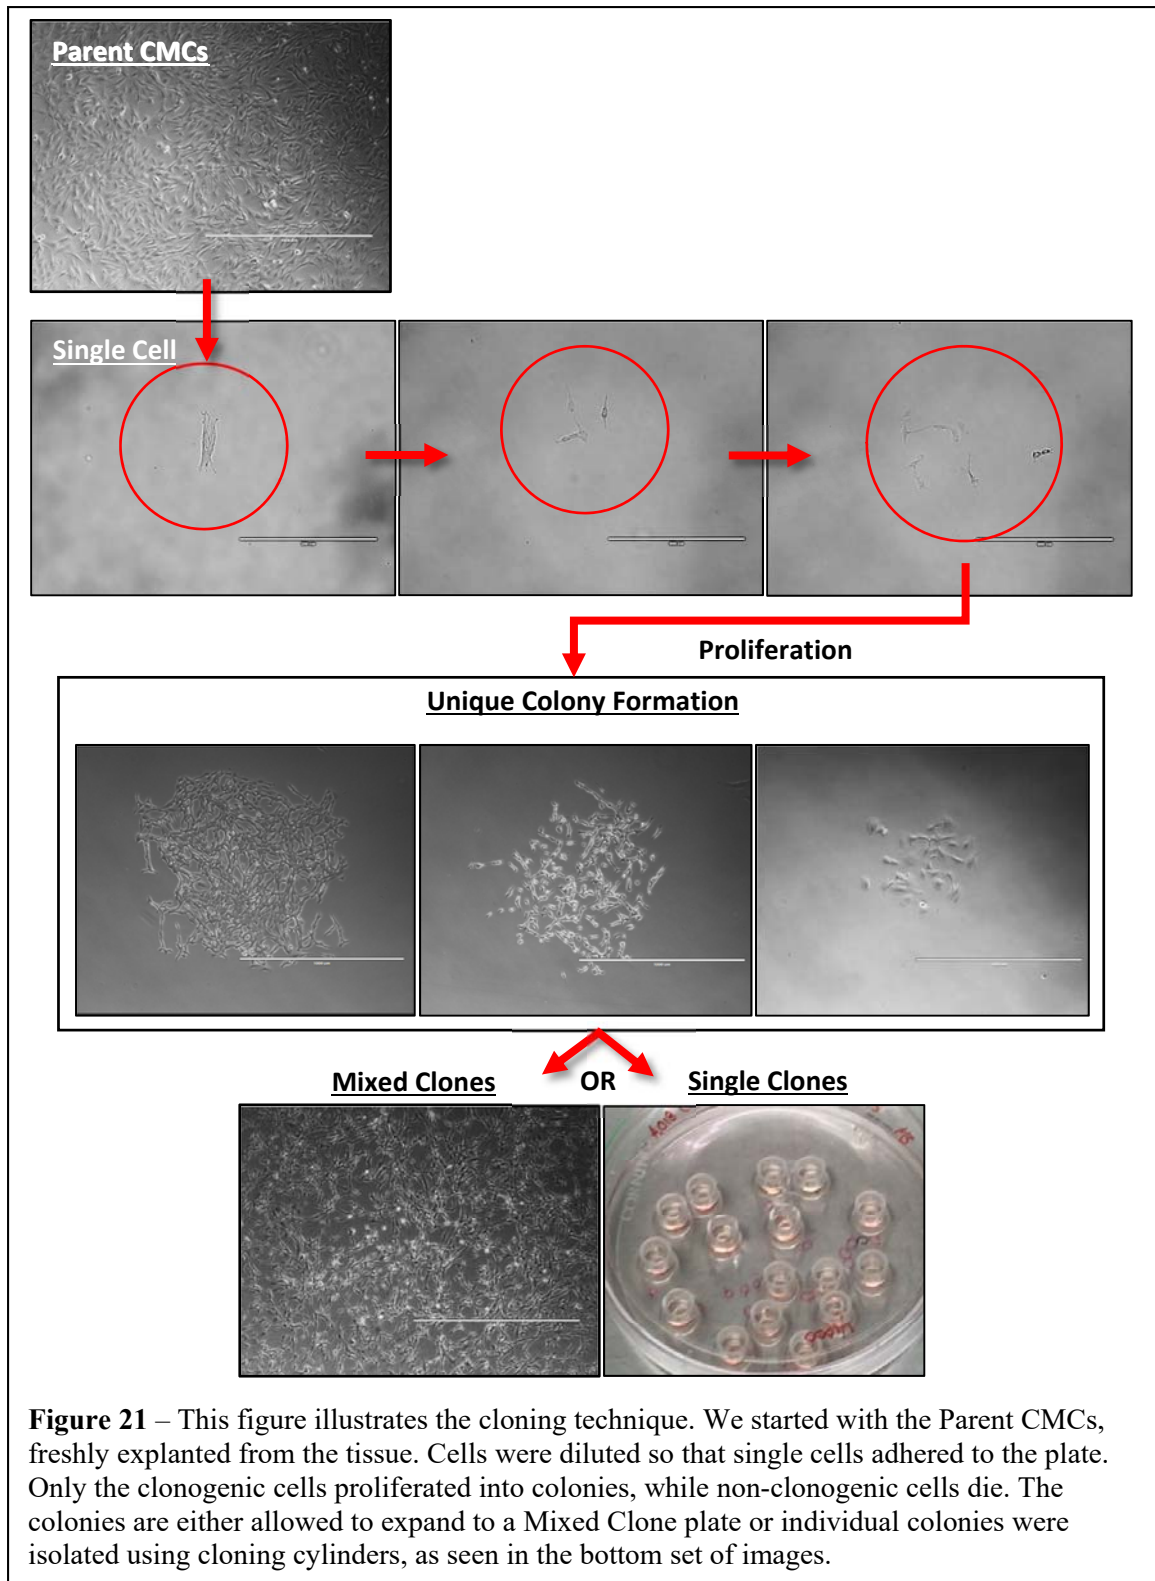 Parent CMCs
Single Cell
Proliferation
Unique Colony Formation
Mixed Clones
OR
Single Clones
Figure 21 – This figure illustrates the cloning technique. We started with the Parent CMCs,
freshly explanted from the tissue. Cells were diluted so that single cells adhered to the plate.
Only the clonogenic cells proliferated into colonies, while non-clonogenic cells die. The
colonies are either allowed to expand to a Mixed Clone plate or individual colonies were
isolated using cloning cylinders, as seen in the bottom set of images.